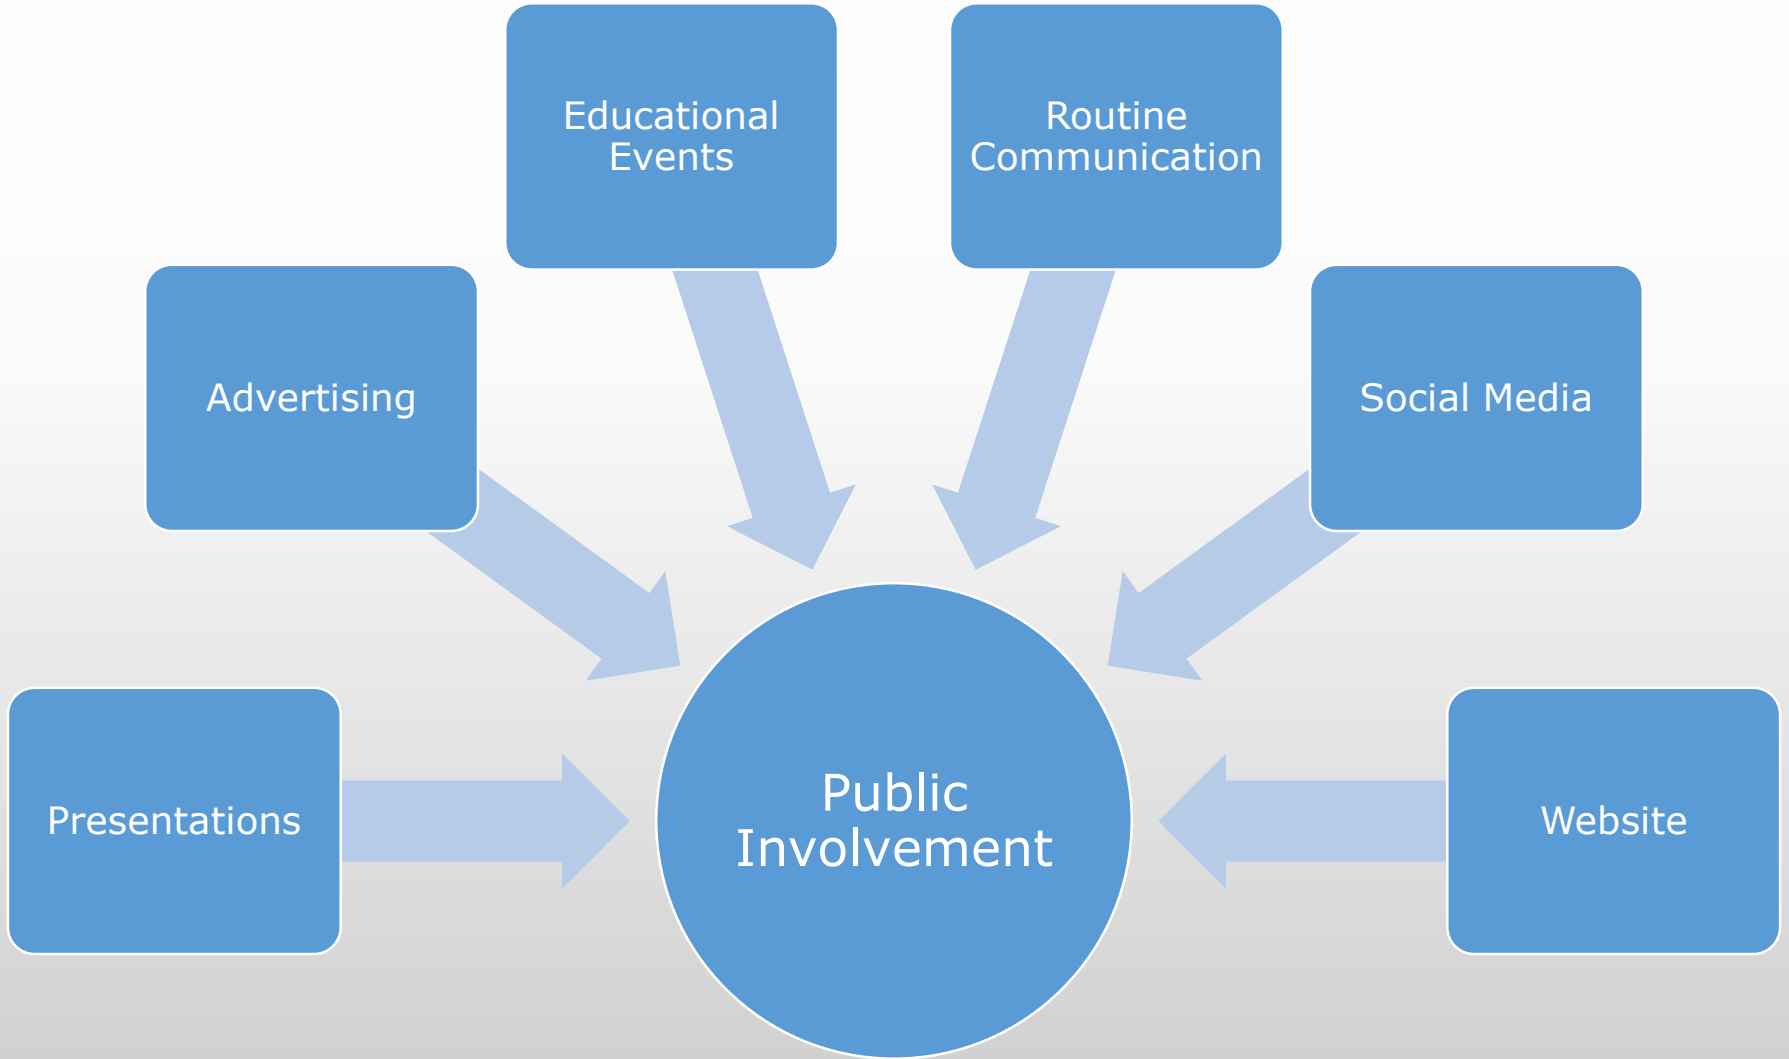 Educational
Events
Routine
Communication
Advertising
Social Media
Presentations
Public
Involvement
Website